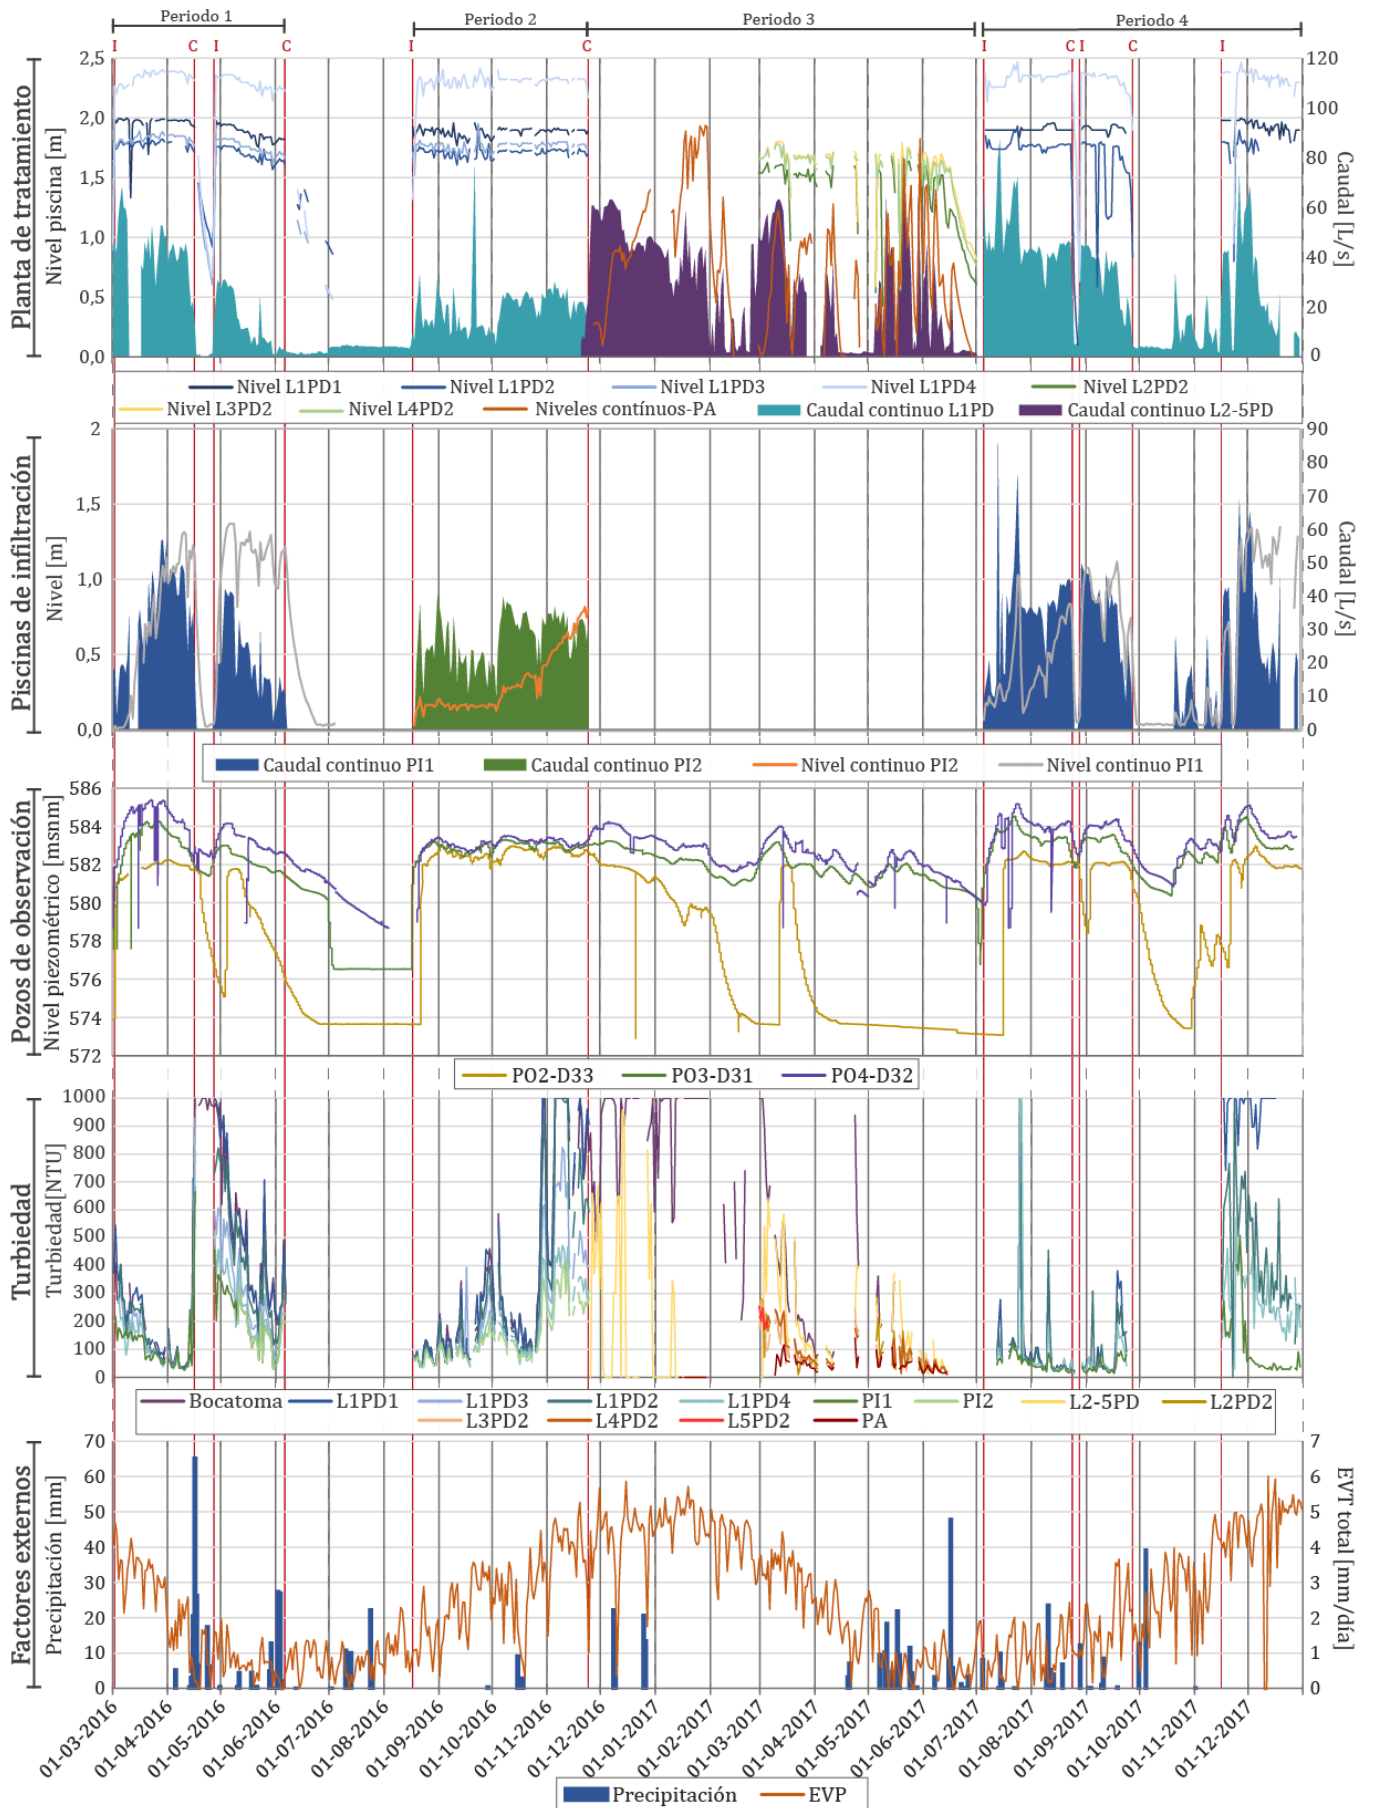 Periodo 1 Periodo 2 Periodo 3 Periodo 4
I C I C I C I C I C I
Planta de tratamiento
Nivel piscina [m]
2,5
2,0
1,5
1,0
0,5
0,0
120
100
80
60
40
20
0
Caudal [L/s]
Nivel L1PD1 Nivel L1PD2 Nivel L1PD3 Nivel L1PD4 Nivel L2PD2
Nivel L3PD2 Nivel L4PD2 Niveles contínuos-PA Caudal continuo L1PD Caudal continuo L2-5PD
Piscinas de infiltración
Nivel [m]
2
1,5
1,0
0,5
0,0
90
80
70
60
50
40
30
20
10
0
Caudal [L/s]
Caudal continuo PI1 Caudal continuo PI2 Nivel continuo PI2 Nivel continuo PI1
Pozos de observación
Nivel piezométrico [msnm]
586
584
582
580
578
576
574
572
PO2-D33 PO3-D31 PO4-D32
Turbiedad
Turbiedad[NTU]
1000
900
800
700
600
500
400
300
200
100
0
Bocatoma L1PD1 L1PD3 L1PD2 L1PD4 PI1 PI2 L2-5PD L2PD2
L3PD2 L4PD2 L5PD2 PA
Factores externos
Precipitación [mm]
70
60
50
40
30
20
10
0
7
6
5
4
3
2
1
0
EVT total [mm/día]
01-03-2016 01-04-2016 01-05-2016 01-06-2016 01-07-2016 01-08-2016 01-09-2016 01-10-2016 01-11-2016 01-12-2016 01-01-2017 01-02-2017 01-03-2017 01-04-2017 01-05-2017 01-06-2017 01-07-2017 01-08-2017 01-09-2017 01-10-2017 01-11-2017 01-12-2017
Precipitación EVP